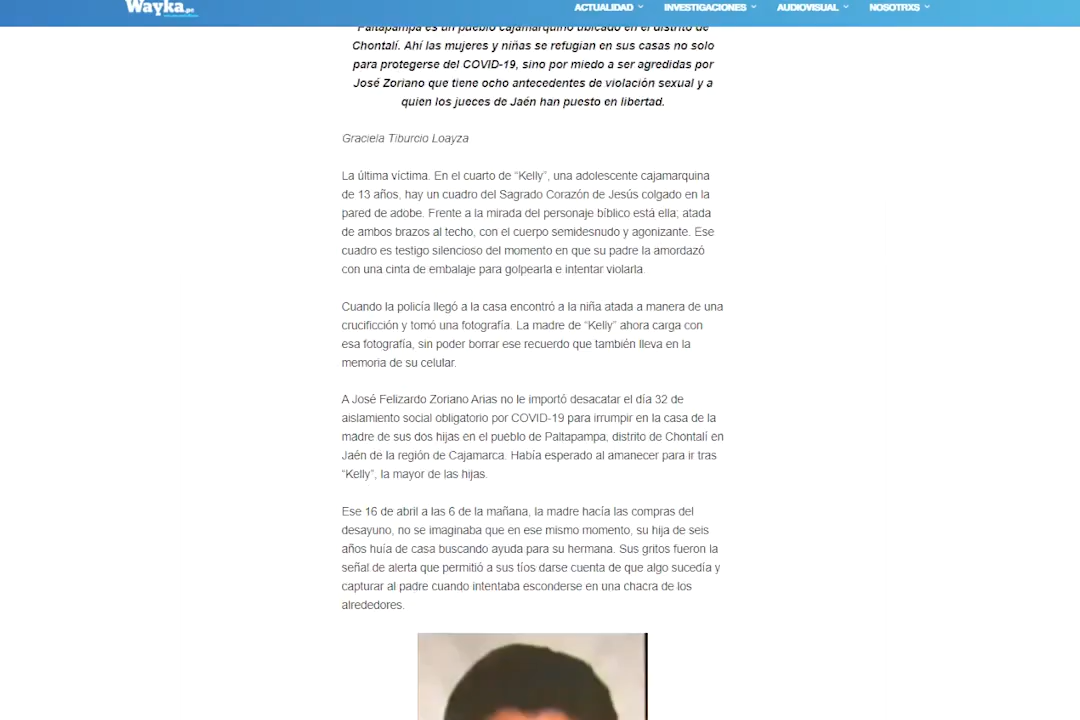 Wayka.pe
ACTUALIDAD
INVESTIGACIONES
AUDIOVISUAL
NOSOTRXS
Paltapampa es un pueblo cajamarquino ubicado en el distrito de
Chontalí. Ahí las mujeres y niñas se refugian en sus casas no solo
para protegerse del COVID-19, sino por miedo a ser agredidas por
José Zoriano que tiene ocho antecedentes de violación sexual y a
quien los jueces de Jaén han puesto en libertad.
Graciela Tiburcio Loayza
La última víctima. En el cuarto de “Kelly”, una adolescente cajamarquina
de 13 años, hay un cuadro del Sagrado Corazón de Jesús colgado en la
pared de adobe. Frente a la mirada del personaje bíblico está ella; atada
de ambos brazos al techo, con el cuerpo semidesnudo y agonizante. Ese
cuadro es testigo silencioso del momento en que su padre la amordazó
con una cinta de embalaje para golpearla e intentar violarla.
Cuando la policía llegó a la casa encontró a la niña atada a manera de una
crucificción y tomó una fotografía. La madre de “Kelly” ahora carga con
esa fotografía, sin poder borrar ese recuerdo que también lleva en la
memoria de su celular.
A José Felizardo Zoriano Arias no le importó desacatar el día 32 de
aislamiento social obligatorio por COVID-19 para irrumpir en la casa de la
madre de sus dos hijas en el pueblo de Paltapampa, distrito de Chontalí en
Jaén de la región de Cajamarca. Había esperado al amanecer para ir tras
“Kelly”, la mayor de las hijas.
Ese 16 de abril a las 6 de la mañana, la madre hacía las compras del
desayuno, no se imaginaba que en ese mismo momento, su hija de seis
años huía de casa buscando ayuda para su hermana. Sus gritos fueron la
señal de alerta que permitió a sus tíos darse cuenta de que algo sucedía y
capturar al padre cuando intentaba esconderse en una chacra de los
alrededores.